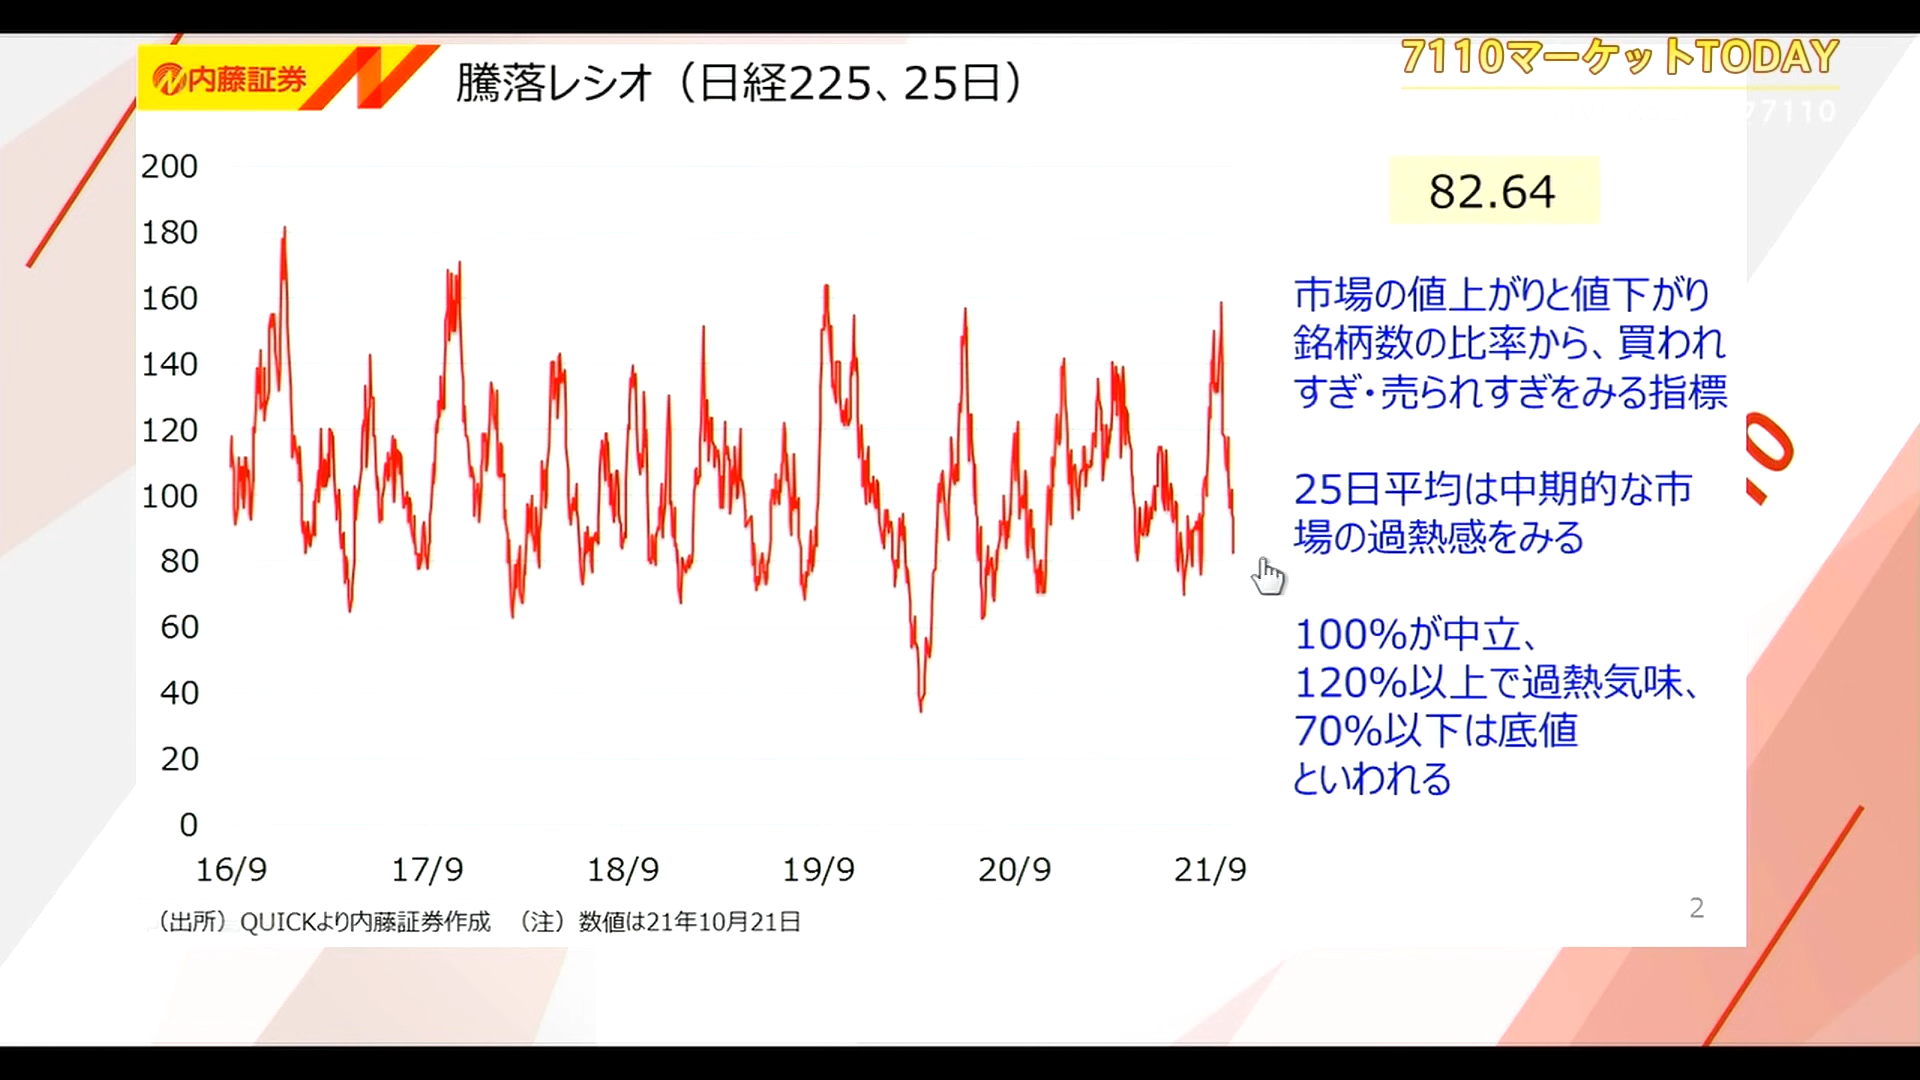 7110マーケットTODAY
7110
内藤証券
騰落レシオ（日経225、25日）
82.64
200
180
160
140
120
100
80
60
40
20
0
16/9 17/9 18/9 19/9 20/9 21/9
市場の値上がりと値下がり
銘柄数の比率から、買われ
すぎ・売られすぎをみる指標
25日平均は中期的な市
場の過熱感をみる
100%が中立、
120%以上で過熱気味、
70%以下は底値
といわれる
（出所）QUICKより内藤証券作成 （注）数値は21年10月21日
2